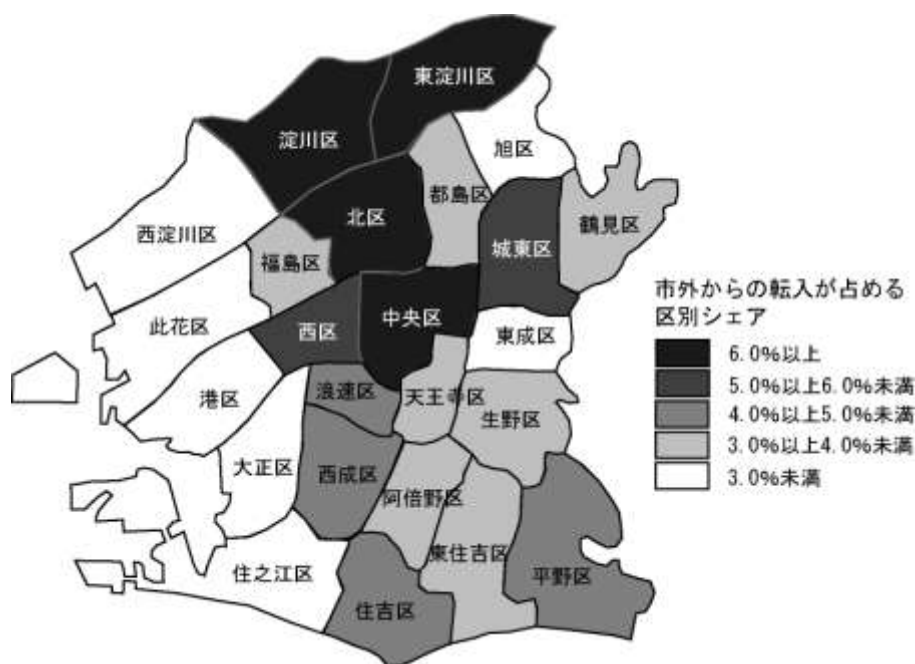 東淀川区
淀川区
旭区
都島区
北区
鶴見区
西淀川区
城東区
福島区
中央区
此花区
西区
東成区
港区
浪速区
天王寺区
生野区
大正区
西成区
阿倍野区
東住吉区
住之江区
平野区
住吉区
市外からの転入が占める
区別シェア
6.0%以上
5.0%以上6.0%未満
4.0%以上5.0%未満
3.0%以上4.0%未満
3.0%未満